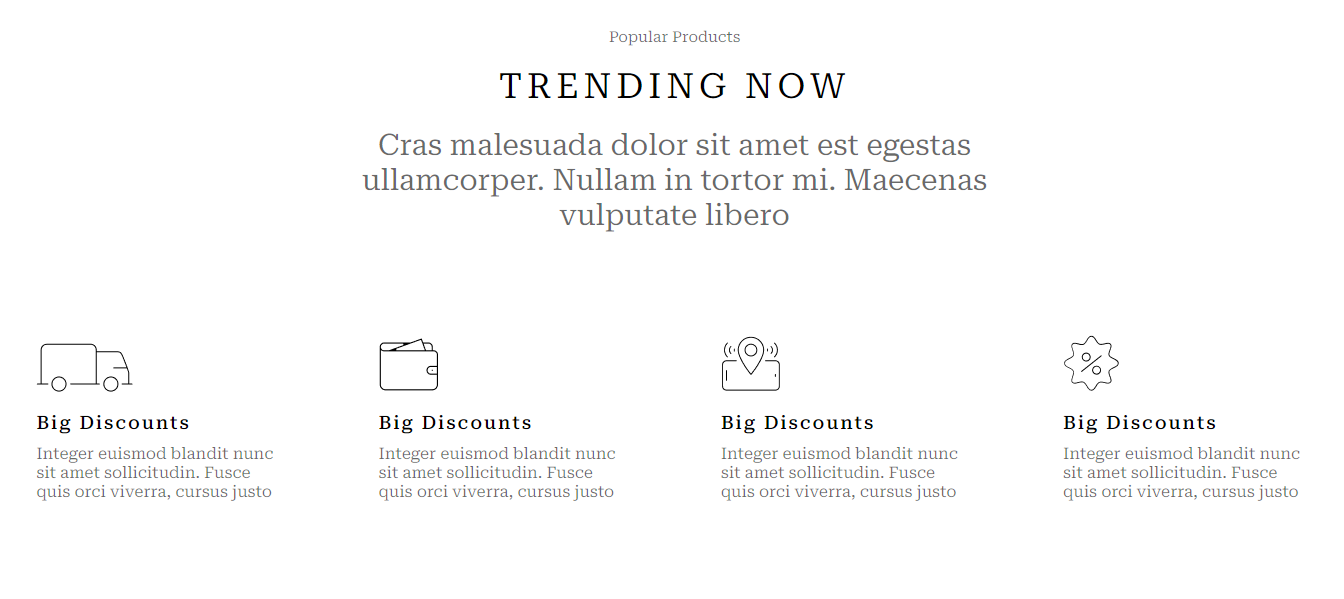 Popular Products
TRENDING NOW
Cras malesuada dolor sit amet est egestas
ullamcorper. Nullam in tortor mi. Maecenas
vulputate libero
Big Discounts
Integer euismod blandit nunc
sit amet sollicitudin. Fusce
quis orci viverra, cursus justo
Big Discounts
Integer euismod blandit nunc
sit amet sollicitudin. Fusce
quis orci viverra, cursus justo
Big Discounts
Integer euismod blandit nunc
sit amet sollicitudin. Fusce
quis orci viverra, cursus justo
Big Discounts
Integer euismod blandit nunc
sit amet sollicitudin. Fusce
quis orci viverra, cursus justo